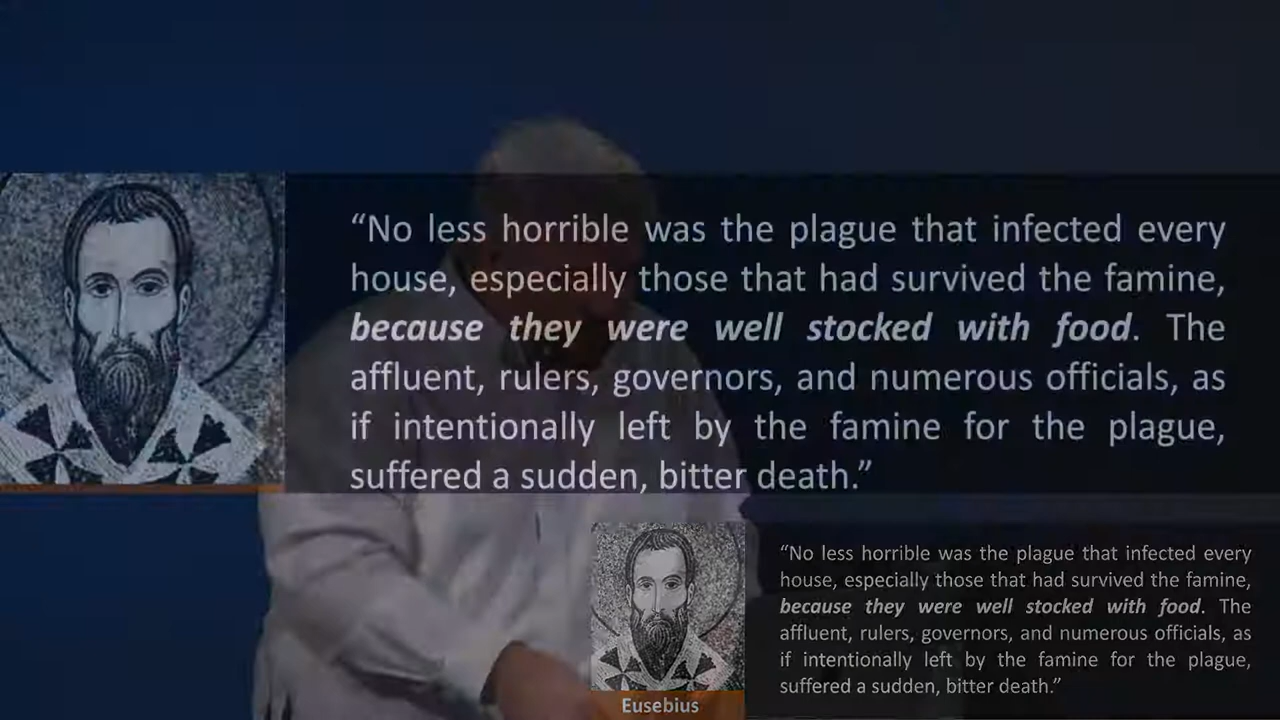 “No less horrible was the plague that infected every
house, especially those that had survived the famine,
because they were well stocked with food. The
affluent, rulers, governors, and numerous officials, as
if intentionally left by the famine for the plague,
suffered a sudden, bitter death.”
“No less horrible was the plague that infected every
house, especially those that had survived the famine,
because they were well stocked with food. The
affluent, rulers, governors, and numerous officials, as
if intentionally left by the famine for the plague,
suffered a sudden, bitter death.”
Eusebius